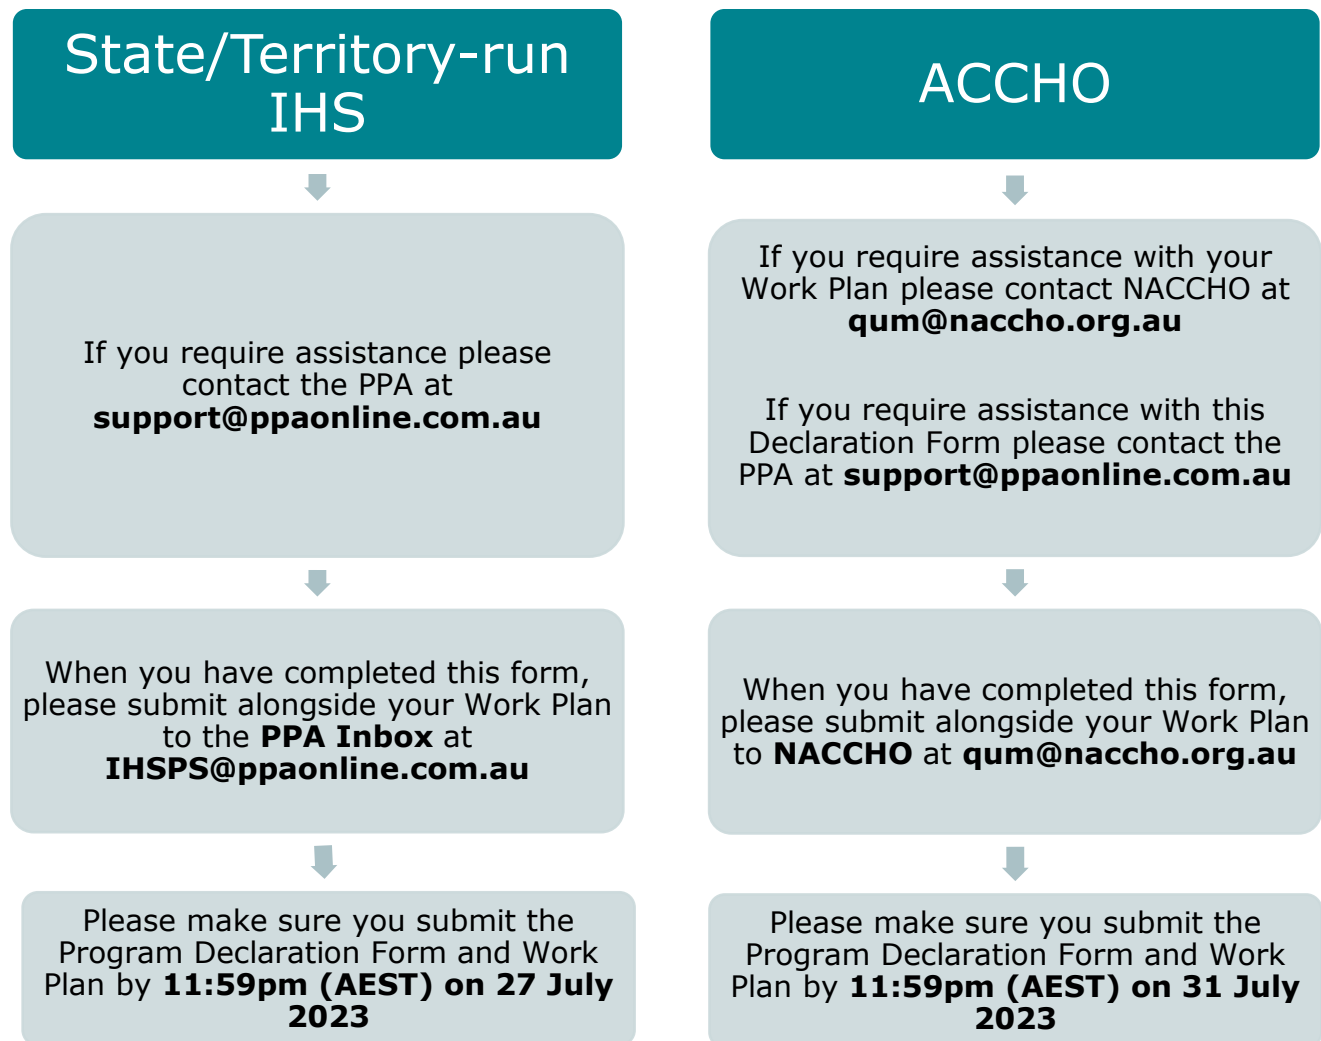 State/Territory-run
IHS
If you require assistance please
contact the PPA at
support@ppaonline.com.au
When you have completed this form,
please submit alongside your Work Plan
to the PPA Inbox at
IHSPS@ppaonline.com.au
Please make sure you submit the
Program Declaration Form and Work
Plan by 11:59pm (AEST) on 27 July
2023
ACCHO
If you require assistance with your
Work Plan please contact NACCHO at
qum@naccho.org.au
If you require assistance with this
Declaration Form please contact the
PPA at support@ppaonline.com.au
When you have completed this form,
please submit alongside your Work Plan
to NACCHO at qum@naccho.org.au
Please make sure you submit the
Program Declaration Form and Work
Plan by 11:59pm (AEST) on 31 July
2023